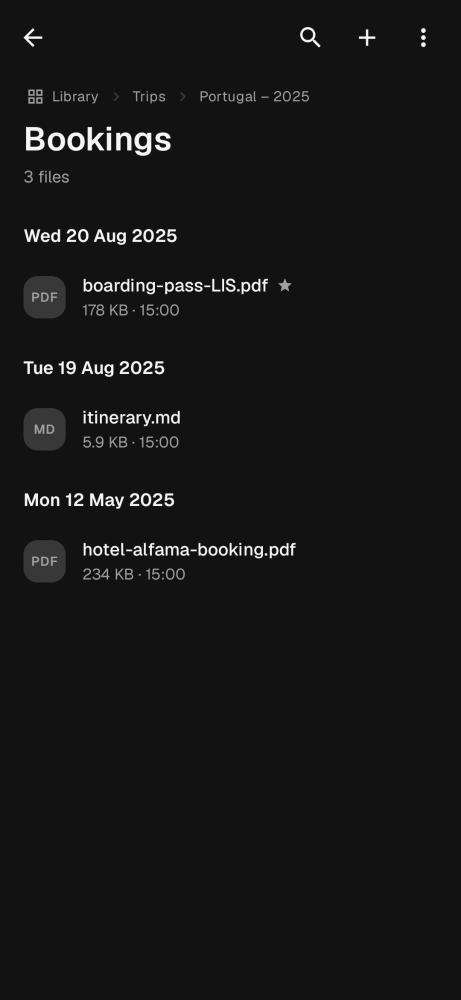 Library Trips Portugal – 2025
Bookings
3 files
Wed 20 Aug 2025
PDF
boarding-pass-LIS.pdf
178 KB · 15:00
Tue 19 Aug 2025
MD
itinerary.md
5.9 KB · 15:00
Mon 12 May 2025
PDF
hotel-alfama-booking.pdf
234 KB · 15:00